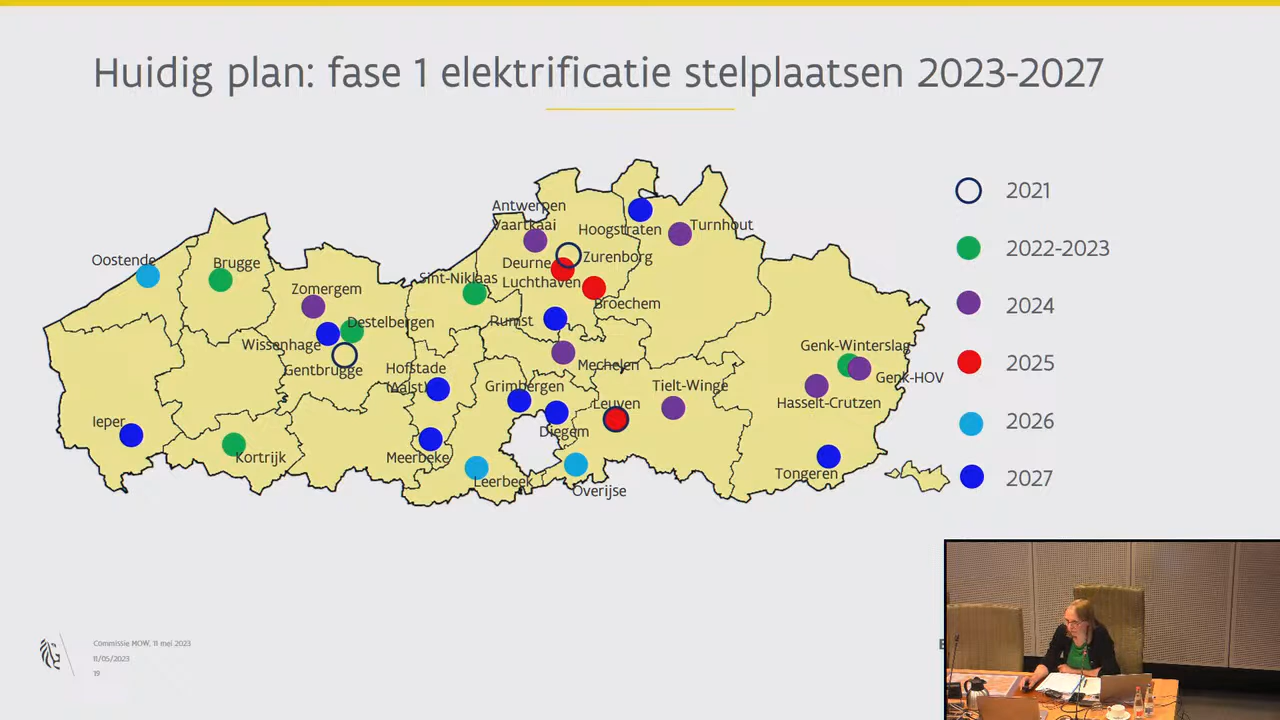 Huidig plan: fase 1 elektrificatie stelplaatsen 2023-2027
Antwerpen
Vaartkaai
Hoogstraten
Turnhout
Oostende
Brugge
Deurne
Luchthaven
Zurenborg
Sint-Niklaas
Zomergem
Broechem
Destelbergen
Rumst
Wissenhage
Gentbrugge
Hofstade
(Aalst)
Mechelen
Genk-Winterslag
Genk-HOV
Grimbergen
Tielt-Winge
Hasselt-Crutzen
Leuven
Ieper
Diegem
Kortrijk
Meerbeke
Tongeren
Leerbeek
Overijse
2021
2022-2023
2024
2025
2026
2027
Commissie MOW, 11 mei 2023
11/05/2023
19